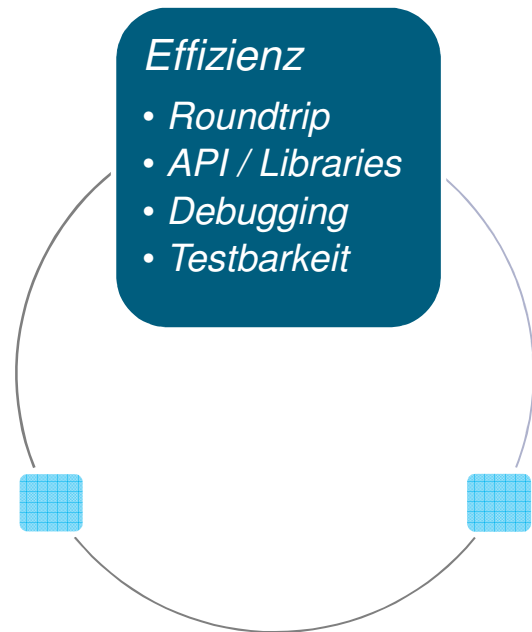 Effizienz
• Roundtrip
• API / Libraries
• Debugging
• Testbarkeit